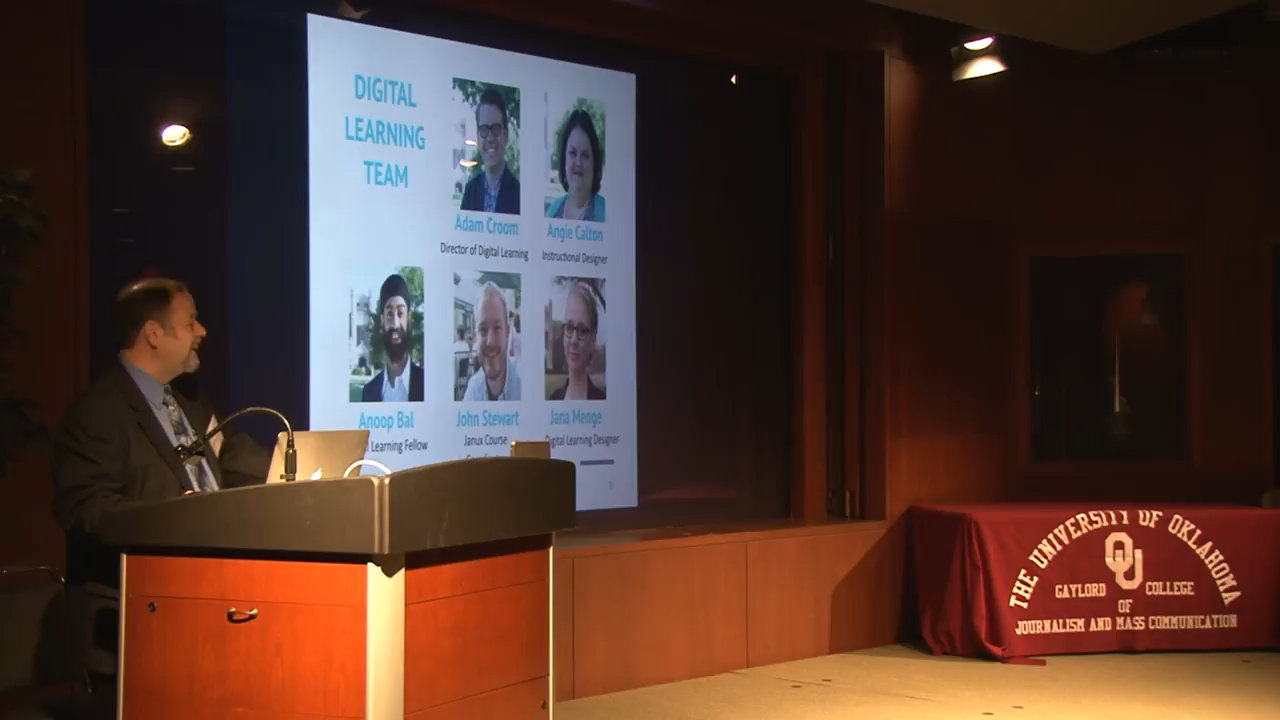 DIGITAL
LEARNING
TEAM
Adam Croom
Director of Digital Learning
Angie Calton
Instructional Designer
Anoop Bal
Learning Fellow
John Stewart
Janux Course
Jana Menge
Digital Learning Designer
THE UNIVERSITY OF OKLAHOMA
OU
GAYLORD COLLEGE
OF
JOURNALISM AND MASS COMMUNICATION